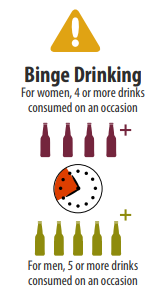 !
Binge Drinking
For women, 4 or more drinks
consumed on an occasion
+
+
For men, 5 or more drinks
consumed on an occasion